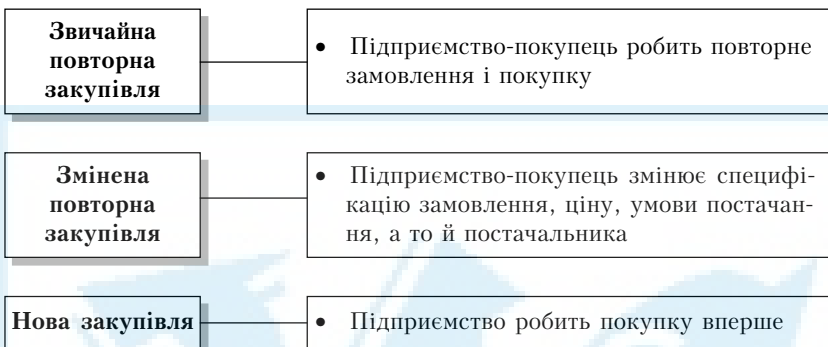 Звичайна
повторна
закупівля
• Підприємство-покупець робить повторне
замовлення і покупку
Змінена
повторна
закупівля
• Підприємство-покупець змінює специфі-
кацію замовлення, ціну, умови постачан-
ня, а то й постачальника
Нова закупівля
• Підприємство робить покупку вперше